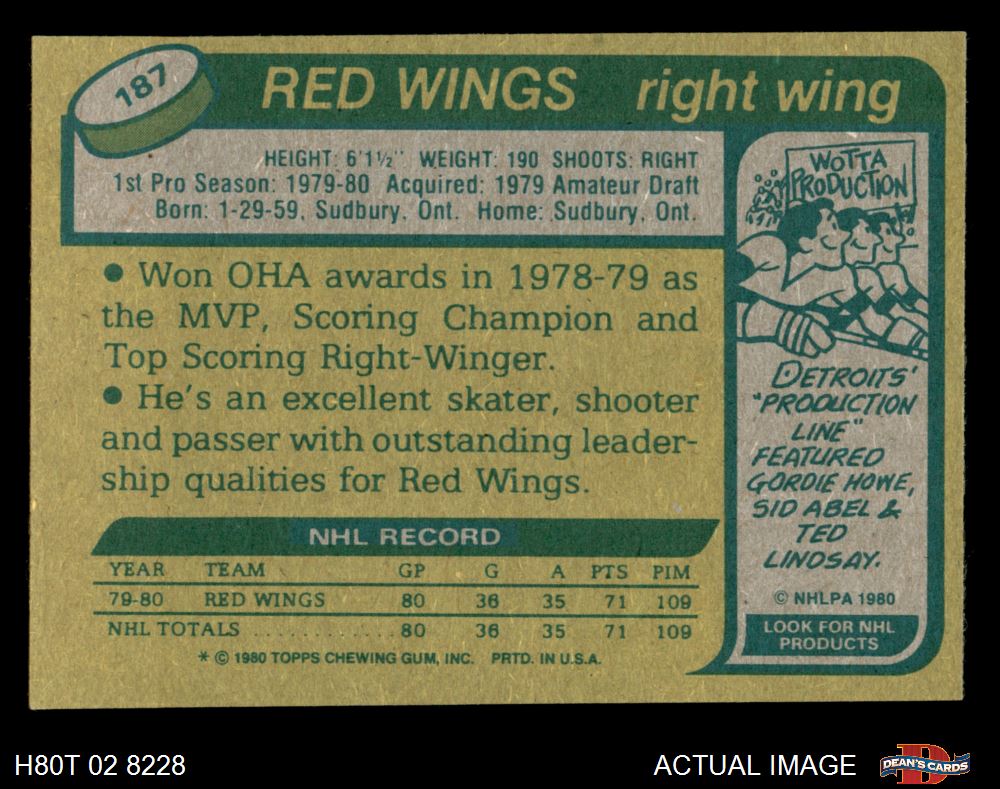 187
RED WINGS right wing
HEIGHT: 6'1½" WEIGHT: 190 SHOOTS: RIGHT
1st Pro Season: 1979-80 Acquired: 1979 Amateur Draft
Born: 1-29-59, Sudbury, Ont. Home: Sudbury, Ont.
● Won OHA awards in 1978-79 as
the MVP, Scoring Champion and
Top Scoring Right-Winger.
● He's an excellent skater, shooter
and passer with outstanding leader-
ship qualities for Red Wings.
NHL RECORD
YEAR TEAM GP G A PTS PIM
79-80 RED WINGS 80 36 35 71 109
NHL TOTALS ............ 80 36 35 71 109
* © 1980 TOPPS CHEWING GUM, INC. PRTD. IN U.S.A.
WOTTA
PRODUCTION
DETROITS'
"PRODUCTION
LINE"
FEATURED
GORDIE HOWE,
SID ABEL &
TED
LINDSAY.
© NHLPA 1980
LOOK FOR NHL
PRODUCTS
H80T 02 8228
ACTUAL IMAGE
DEAN'S CARDS